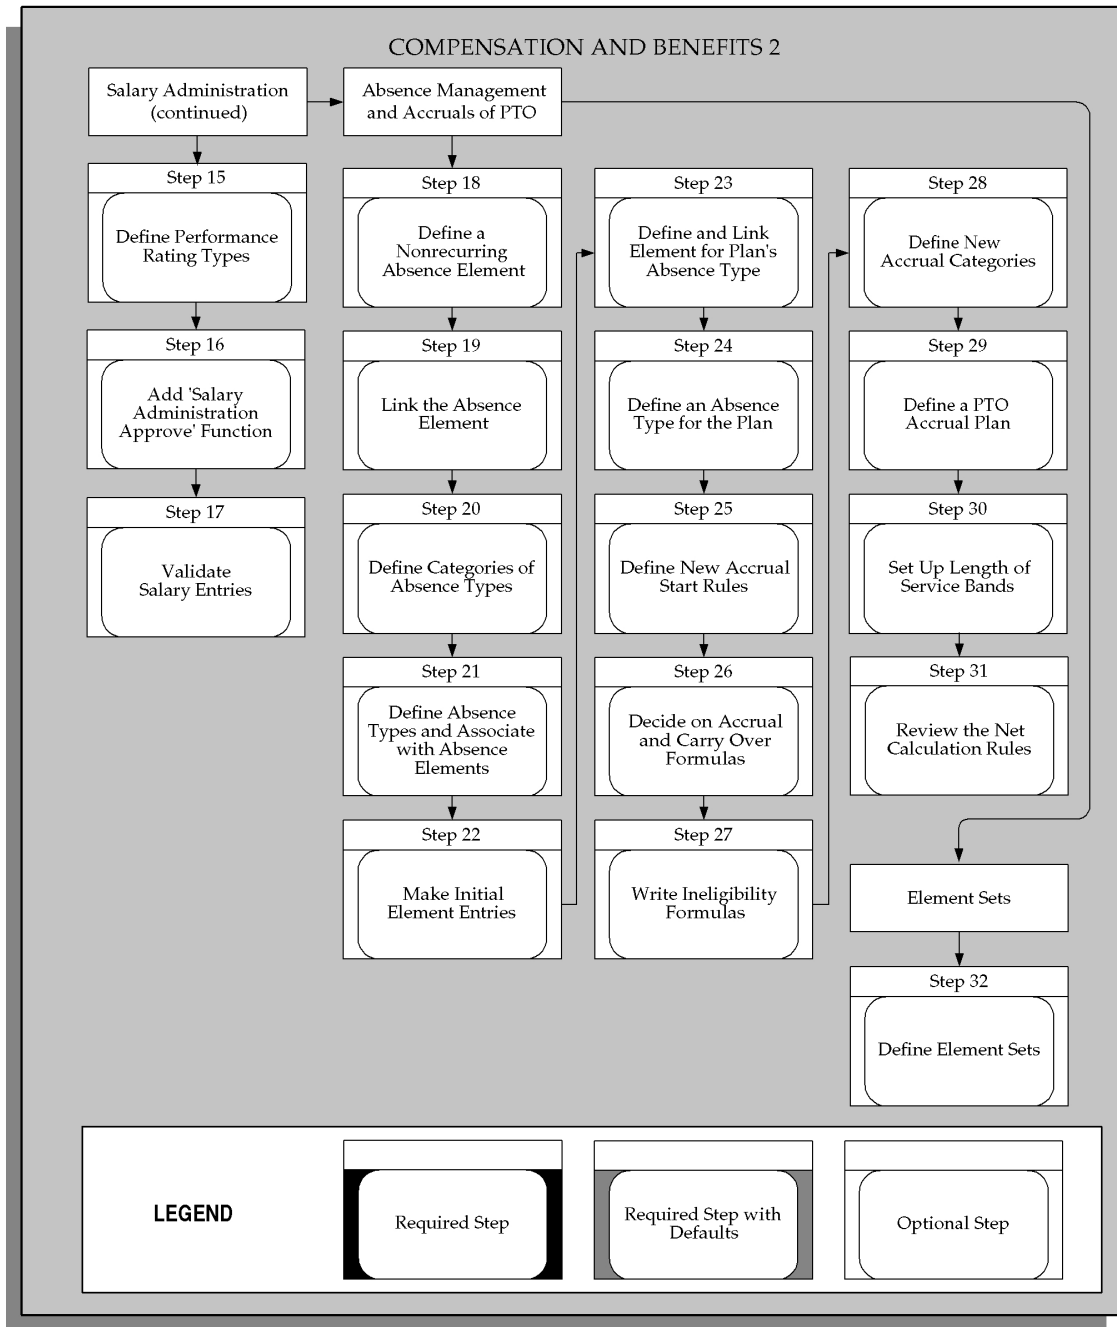 COMPENSATION AND BENEFITS 2
Salary Administration
(continued)
Absence Management
and Accruals of PTO
Step 15
Define Performance
Rating Types
Step 16
Add 'Salary
Administration
Approve' Function
Step 17
Validate
Salary Entries
Step 18
Define a
Nonrecurring
Absence Element
Step 19
Link the Absence
Element
Step 20
Define Categories of
Absence Types
Step 21
Define Absence
Types and Associate
with Absence
Elements
Step 22
Make Initial
Element Entries
Step 23
Define and Link
Element for Plan's
Absence Type
Step 24
Define an Absence
Type for the Plan
Step 25
Define New Accrual
Start Rules
Step 26
Decide on Accrual
and Carry Over
Formulas
Step 27
Write Ineligibility
Formulas
Step 28
Define New
Accrual Categories
Step 29
Define a PTO
Accrual Plan
Step 30
Set Up Length of
Service Bands
Step 31
Review the Net
Calculation Rules
Element Sets
Step 32
Define Element Sets
LEGEND
Required Step
Required Step with
Defaults
Optional Step